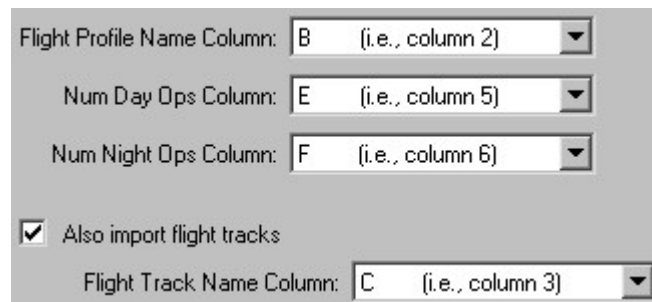 Flight Profile Name Column: B (i.e., column 2)
Num Day Ops Column: E (i.e., column 5)
Num Night Ops Column: F (i.e., column 6)
Also import flight tracks
Flight Track Name Column: C (i.e., column 3)